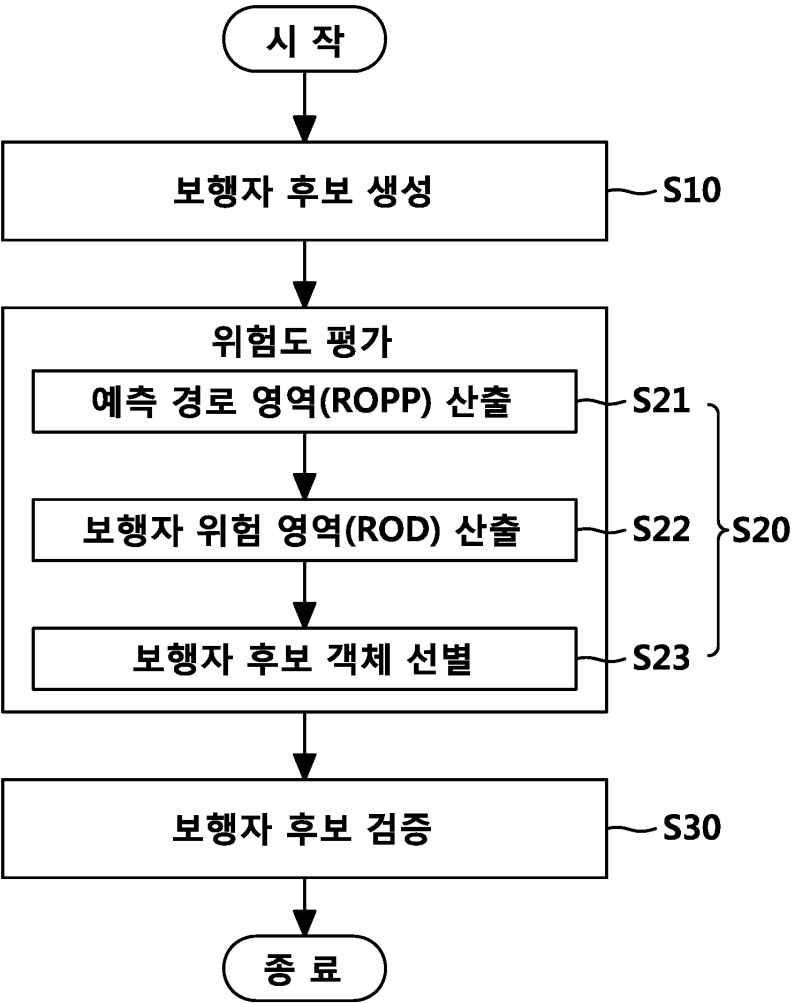 시 작
보행자 후보 생성
S10
위험도 평가
예측 경로 영역(ROPP) 산출
S21
보행자 위험 영역(ROD) 산출
S22
S20
보행자 후보 객체 선별
S23
보행자 후보 검증
S30
종 료